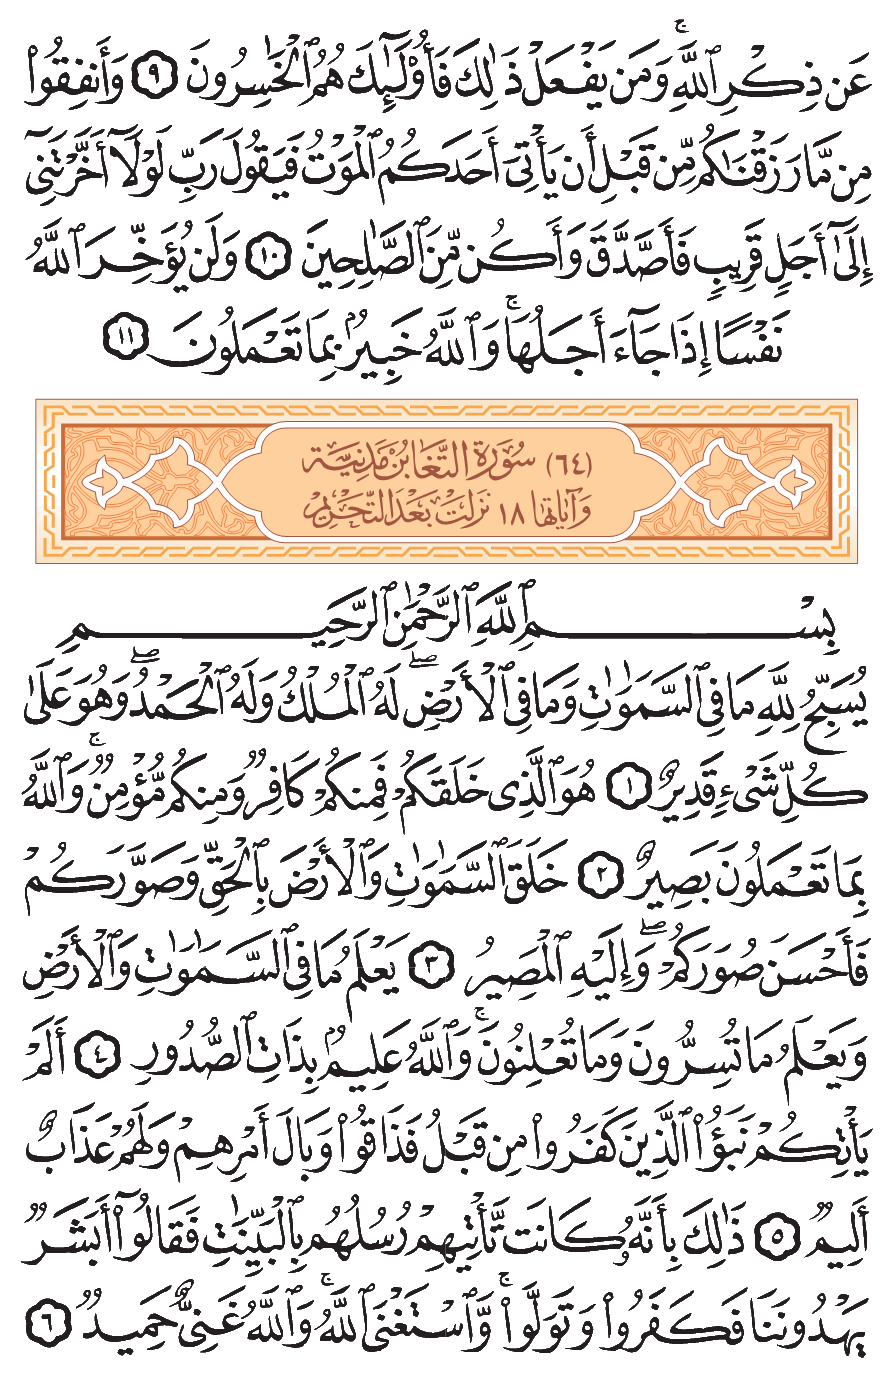 عَن ذِكْرِ ٱللَّهِۚ وَمَن يَفْعَلْ ذَٰلِكَ فَأُوْلَـٰٓئِكَ هُمُ ٱلْخَـٰسِرُونَ ٩ وَأَنفِقُواْ
مِن مَّا رَزَقْنَـٰكُم مِّن قَبْلِ أَن يَأْتِىَ أَحَدَكُمُ ٱلْمَوْتُ فَيَقُولَ رَبِّ لَوْلَآ أَخَّرْتَنِىٓ
إِلَىٰٓ أَجَلٍ قَرِيبٍ فَأَصَّدَّقَ وَأَكُن مِّنَ ٱلصَّـٰلِحِينَ ١٠ وَلَن يُؤَخِّرَ ٱللَّهُ
نَفْسًا إِذَا جَآءَ أَجَلُهَاۚ وَٱللَّهُ خَبِيرُۢ بِمَا تَعْمَلُونَ ١١
(٦٤) سُورَةُ التَّغَابُنِ مَدَنِيَّة
وَآيَاتُهَا ١٨ نَزَلَتْ بَعْدَ التَّحْرِيم
بِسْمِ ٱللَّهِ ٱلرَّحْمَـٰنِ ٱلرَّحِيمِ
يُسَبِّحُ لِلَّهِ مَا فِى ٱلسَّمَـٰوَٰتِ وَمَا فِى ٱلْأَرْضِۖ لَهُ ٱلْمُلْكُ وَلَهُ ٱلْحَمْدُۖ وَهُوَ عَلَىٰ
كُلِّ شَىْءٍ قَدِيرٌ ١ هُوَ ٱلَّذِى خَلَقَكُمْ فَمِنكُمْ كَافِرٌ وَمِنكُم مُّؤْمِنٌۚ وَٱللَّهُ
بِمَا تَعْمَلُونَ بَصِيرٌ ٢ خَلَقَ ٱلسَّمَـٰوَٰتِ وَٱلْأَرْضَ بِٱلْحَقِّ وَصَوَّرَكُمْ
فَأَحْسَنَ صُوَرَكُمْۖ وَإِلَيْهِ ٱلْمَصِيرُ ٣ يَعْلَمُ مَا فِى ٱلسَّمَـٰوَٰتِ وَٱلْأَرْضِ
وَيَعْلَمُ مَا تُسِرُّونَ وَمَا تُعْلِنُونَۚ وَٱللَّهُ عَلِيمُۢ بِذَاتِ ٱلصُّدُورِ ٤ أَلَمْ
يَأْتِكُمْ نَبَؤُاْ ٱلَّذِينَ كَفَرُواْ مِن قَبْلُ فَذَاقُواْ وَبَالَ أَمْرِهِمْ وَلَهُمْ عَذَابٌ
أَلِيمٌ ٥ ذَٰلِكَ بِأَنَّهُۥ كَانَت تَّأْتِيهِمْ رُسُلُهُم بِٱلْبَيِّنَـٰتِ فَقَالُوٓاْ أَبَشَرٌ
يَهْدُونَنَا فَكَفَرُواْ وَتَوَلَّواْۚ وَّٱسْتَغْنَى ٱللَّهُۚ وَٱللَّهُ غَنِىٌّ حَمِيدٌ ٦